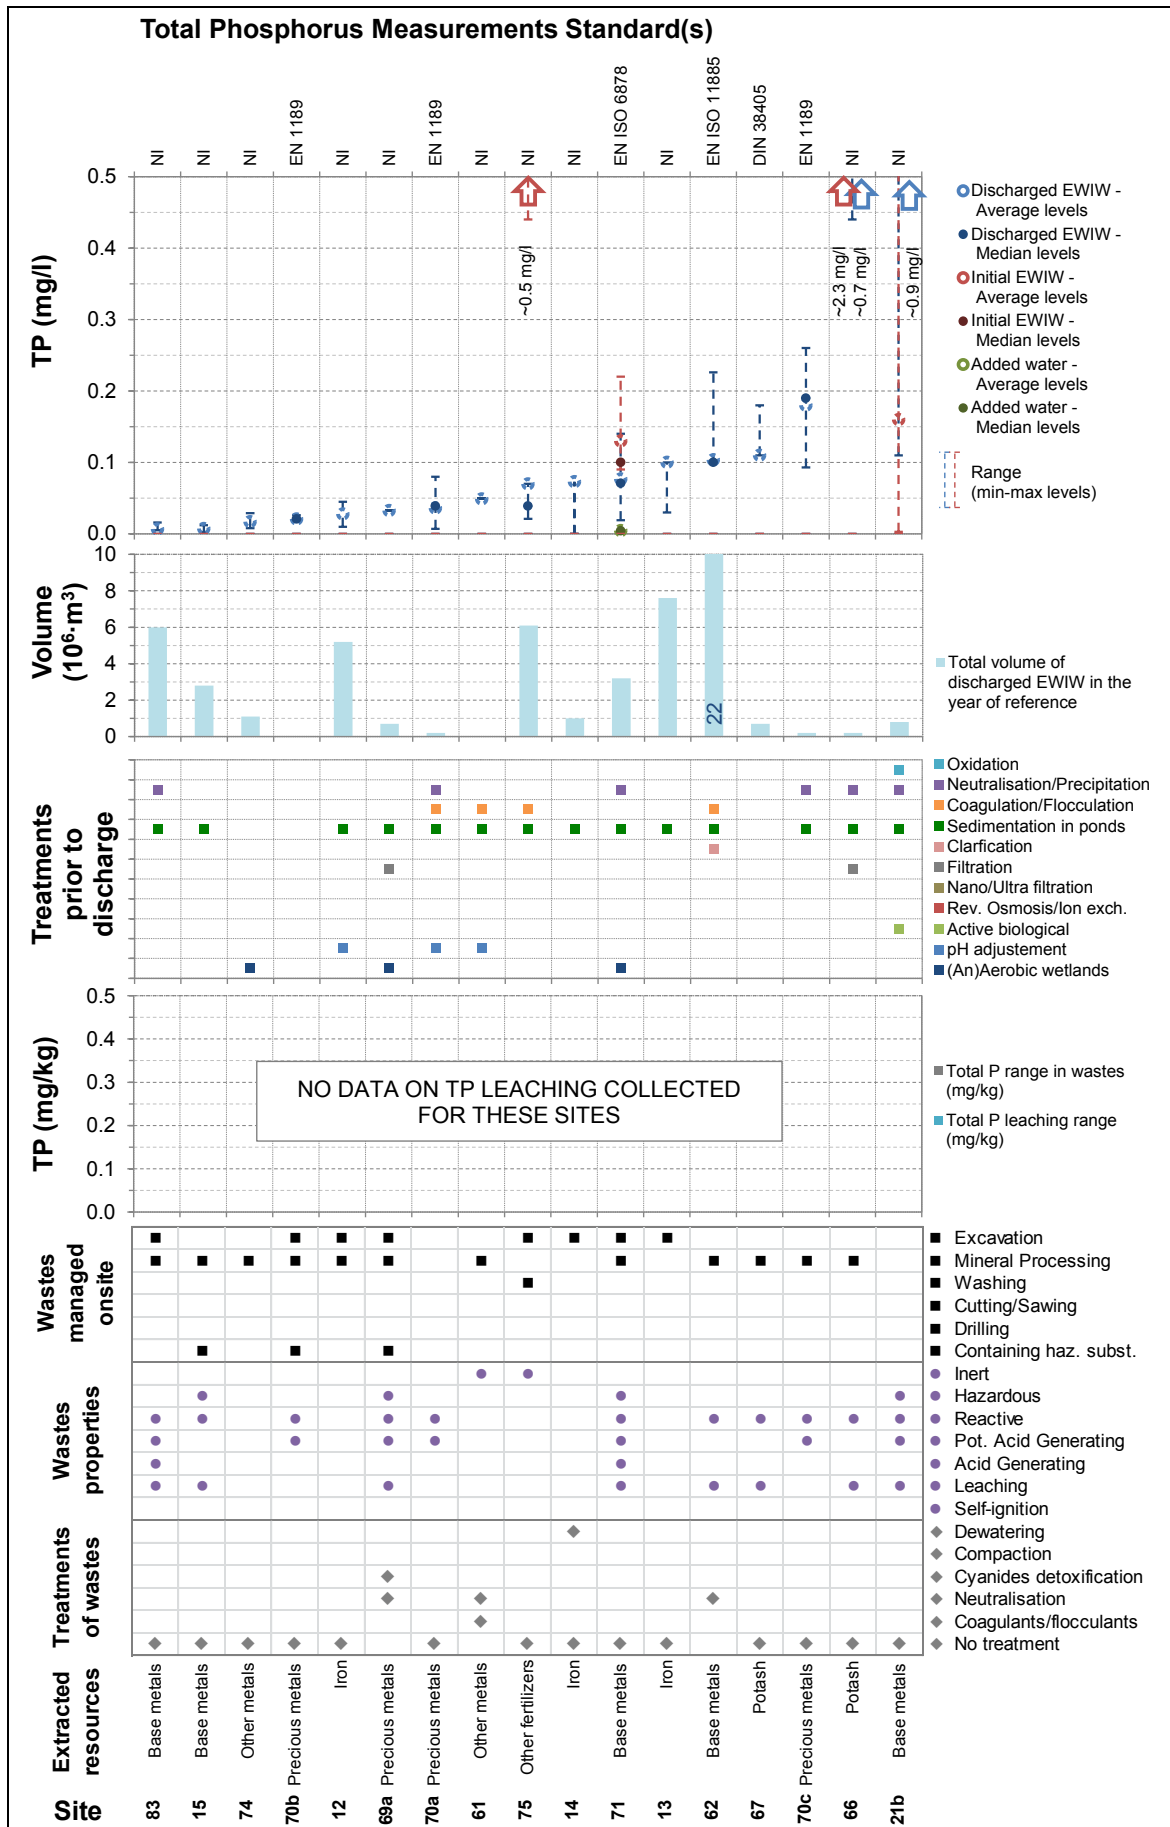 Total Phosphorus Measurements Standard(s)
NI
NI
NI
EN 1189
NI
NI
EN 1189
NI
NI
NI
EN ISO 6878
NI
EN ISO 11885
DIN 38405
EN 1189
NI
NI
TP (mg/l)
0.5
0.4
0.3
0.2
0.1
0.0
~0.5 mg/l
~2.3 mg/l
~0.7 mg/l
~0.9 mg/l
Discharged EWIW -
Average levels
Discharged EWIW -
Median levels
Initial EWIW -
Average levels
Initial EWIW -
Median levels
Added water -
Average levels
Added water -
Median levels
Range
(min-max levels)
Volume
(10⁶·m³)
10
8
6
4
2
0
22
Total volume of
discharged EWIW in the
year of reference
Treatments
prior to
discharge
Oxidation
Neutralisation/Precipitation
Coagulation/Flocculation
Sedimentation in ponds
Clarfication
Filtration
Nano/Ultra filtration
Rev. Osmosis/Ion exch.
Active biological
pH adjustement
(An)Aerobic wetlands
TP (mg/kg)
0.5
0.4
0.3
0.2
0.1
0.0
NO DATA ON TP LEACHING COLLECTED
FOR THESE SITES
Total P range in wastes
(mg/kg)
Total P leaching range
(mg/kg)
Wastes
managed
onsite
Excavation
Mineral Processing
Washing
Cutting/Sawing
Drilling
Containing haz. subst.
Wastes
properties
Inert
Hazardous
Reactive
Pot. Acid Generating
Acid Generating
Leaching
Self-ignition
Treatments
of wastes
Dewatering
Compaction
Cyanides detoxification
Neutralisation
Coagulants/flocculants
No treatment
Extracted
resources
Base metals
Base metals
Other metals
Precious metals
Iron
Precious metals
Precious metals
Other metals
Other fertilizers
Iron
Base metals
Iron
Base metals
Potash
Precious metals
Potash
Base metals
Site
83
15
74
70b
12
69a
70a
61
75
14
71
13
62
67
70c
66
21b